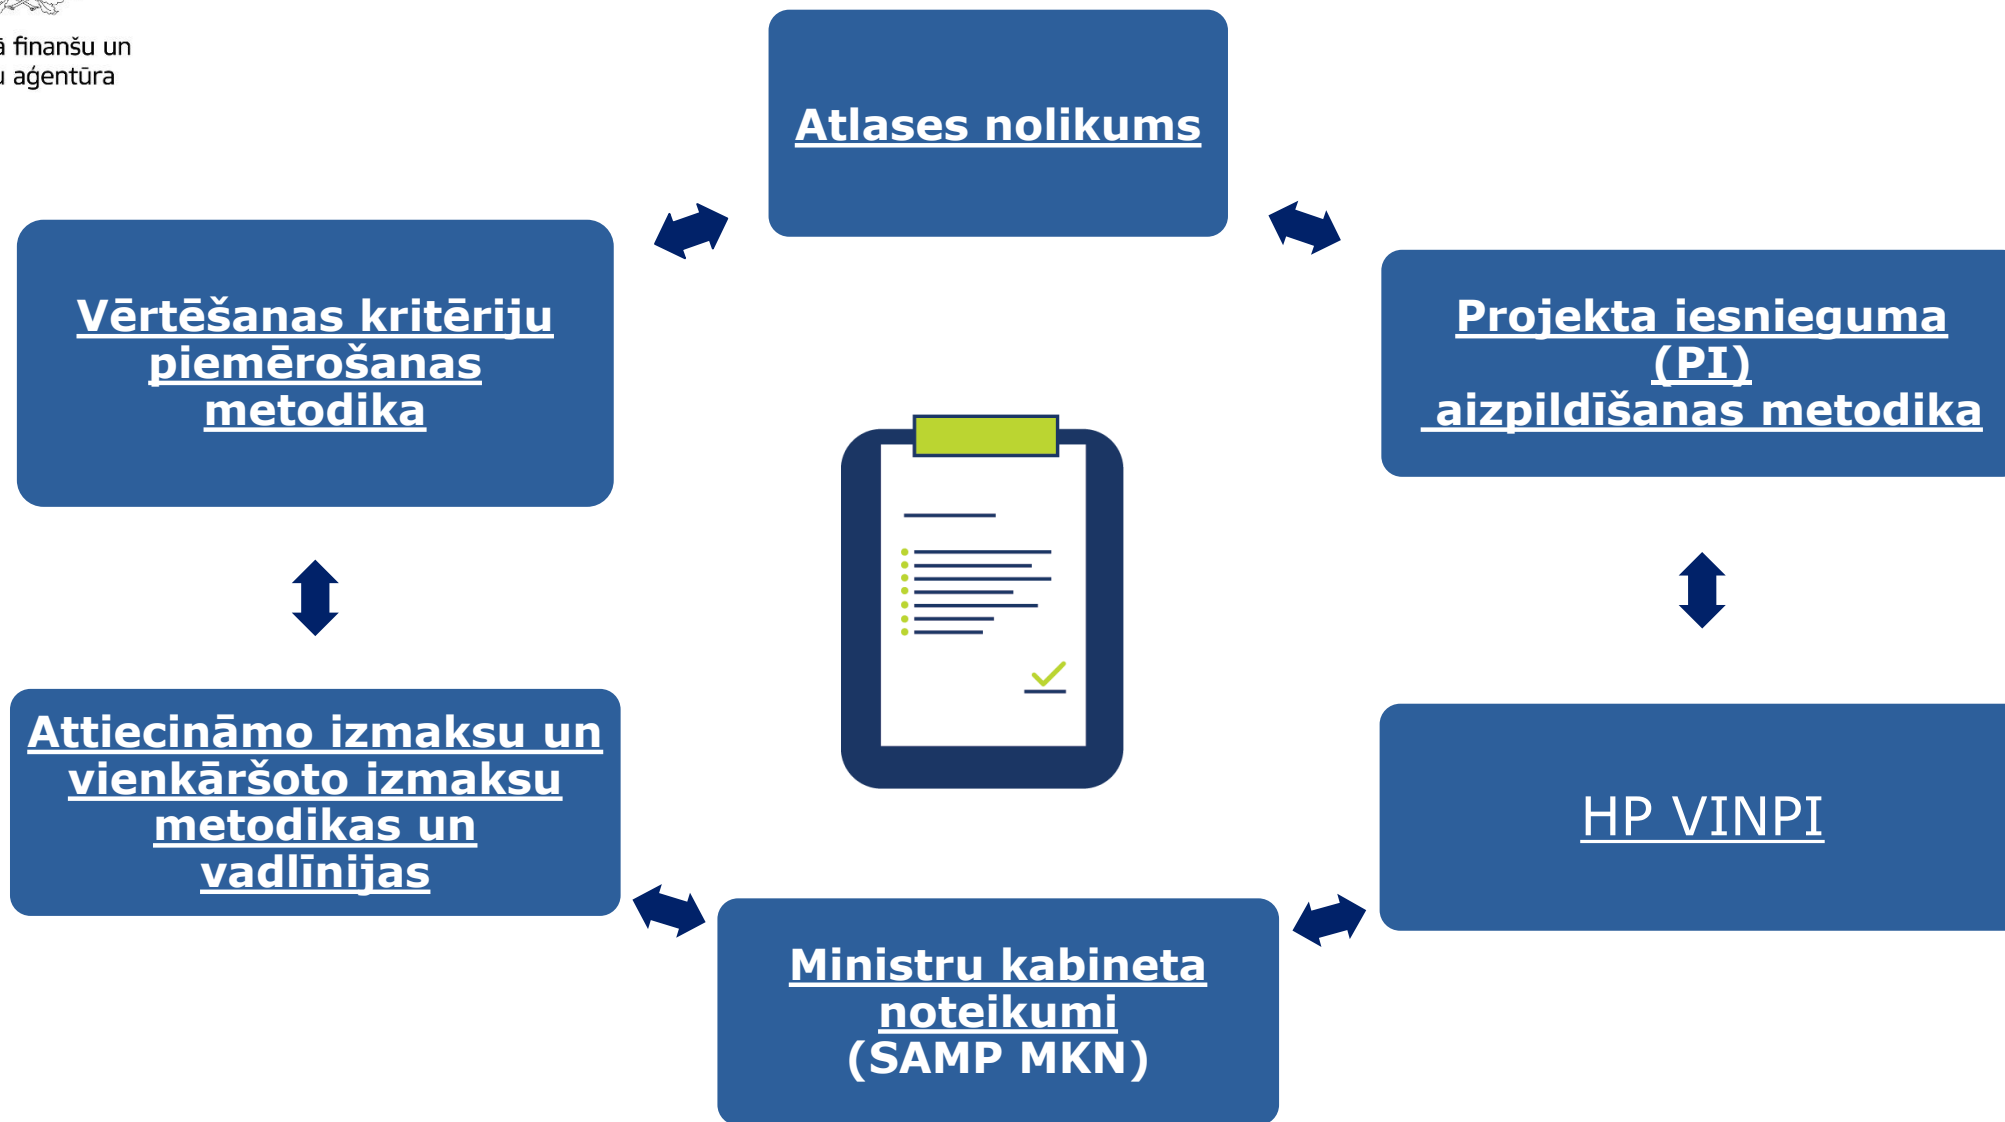 finanšu un
aģentūra
Atlases nolikums
Vērtēšanas kritēriju
piemērošanas
metodika
Projekta iesnieguma
(PI)
aizpildīšanas metodika
Attiecināmo izmaksu un
vienkāršoto izmaksu
metodikas un
vadlīnijas
HP VINPI
Ministru kabineta
noteikumi
(SAMP MKN)